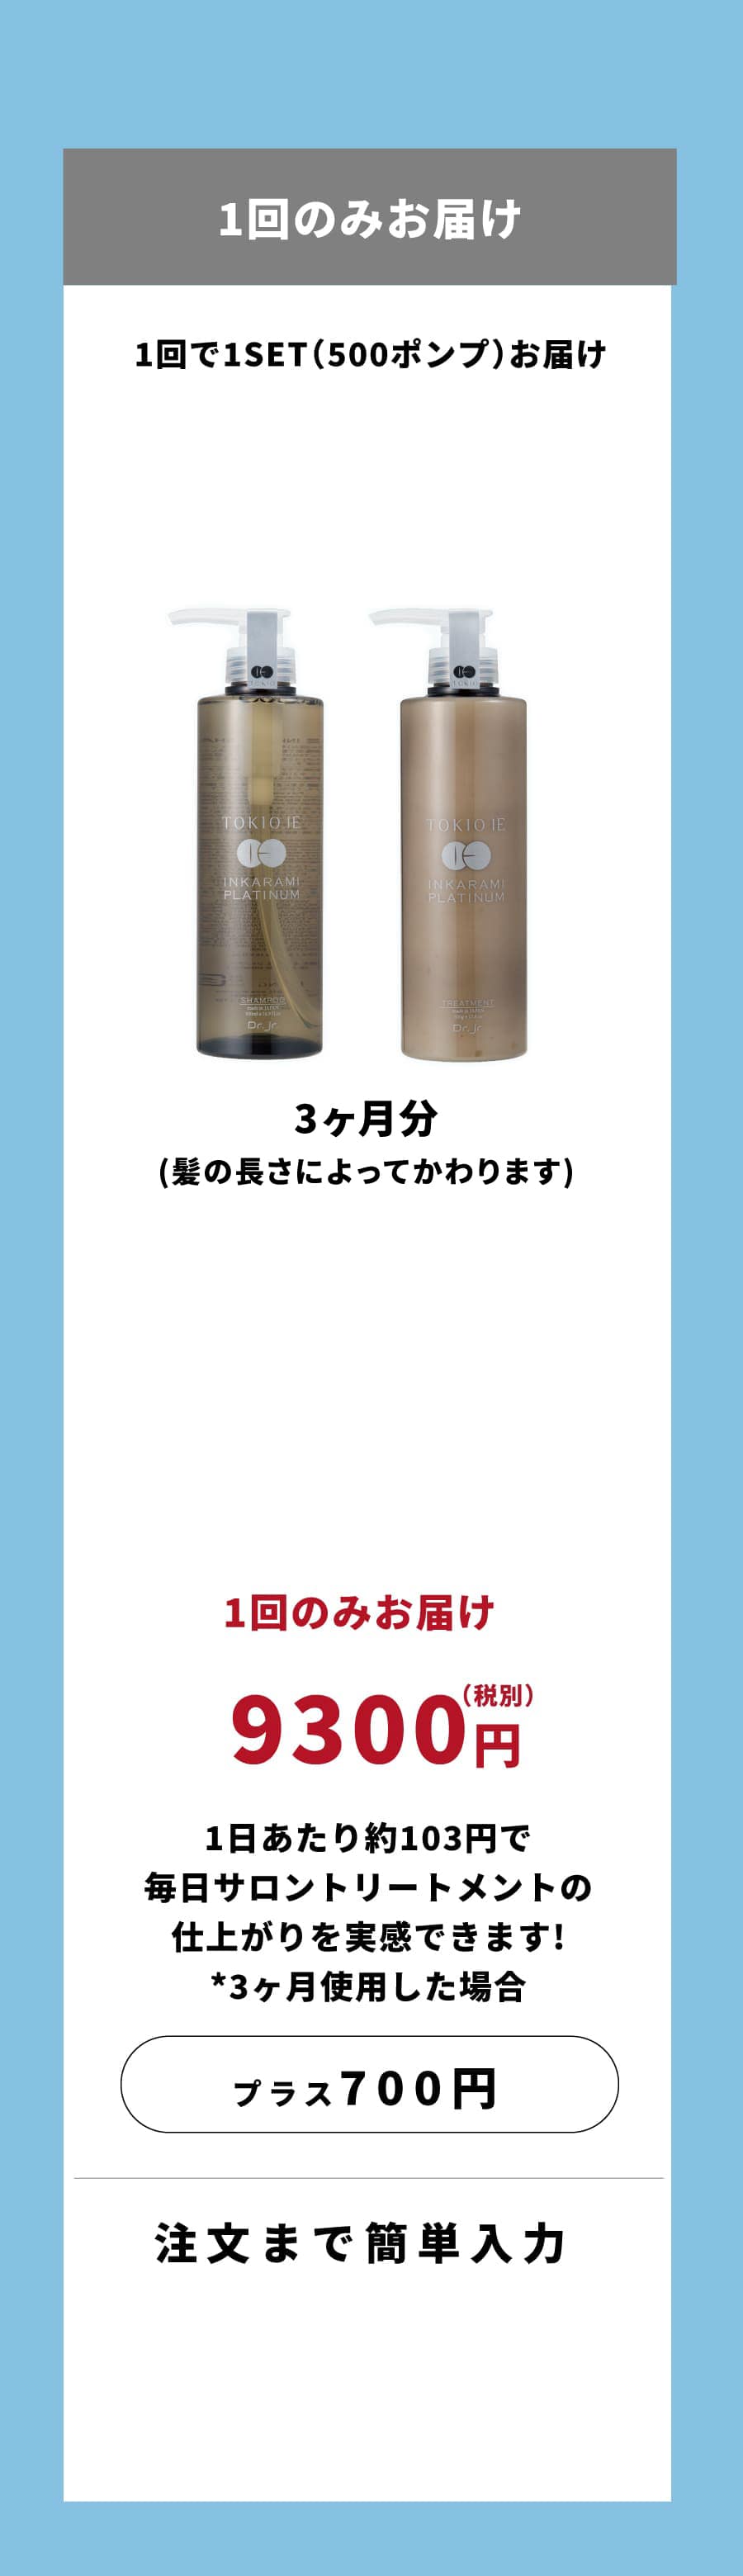 1回のみお届け
1回で1SET(500ポンプ)お届け
TOKIO IE
INKARAMI
PLATINUM
SHAMPOO
Dr. Jr.
TOKIO IE
INKARAMI
PLATINUM
TREATMENT
Dr. Jr.
3ヶ月分
(髪の長さによってかわります)
1回のみお届け
9300円(税別)
1日あたり約103円で
毎日サロントリートメントの
仕上がりを実感できます!
*3ヶ月使用した場合
プラス700円
注文まで簡単入力